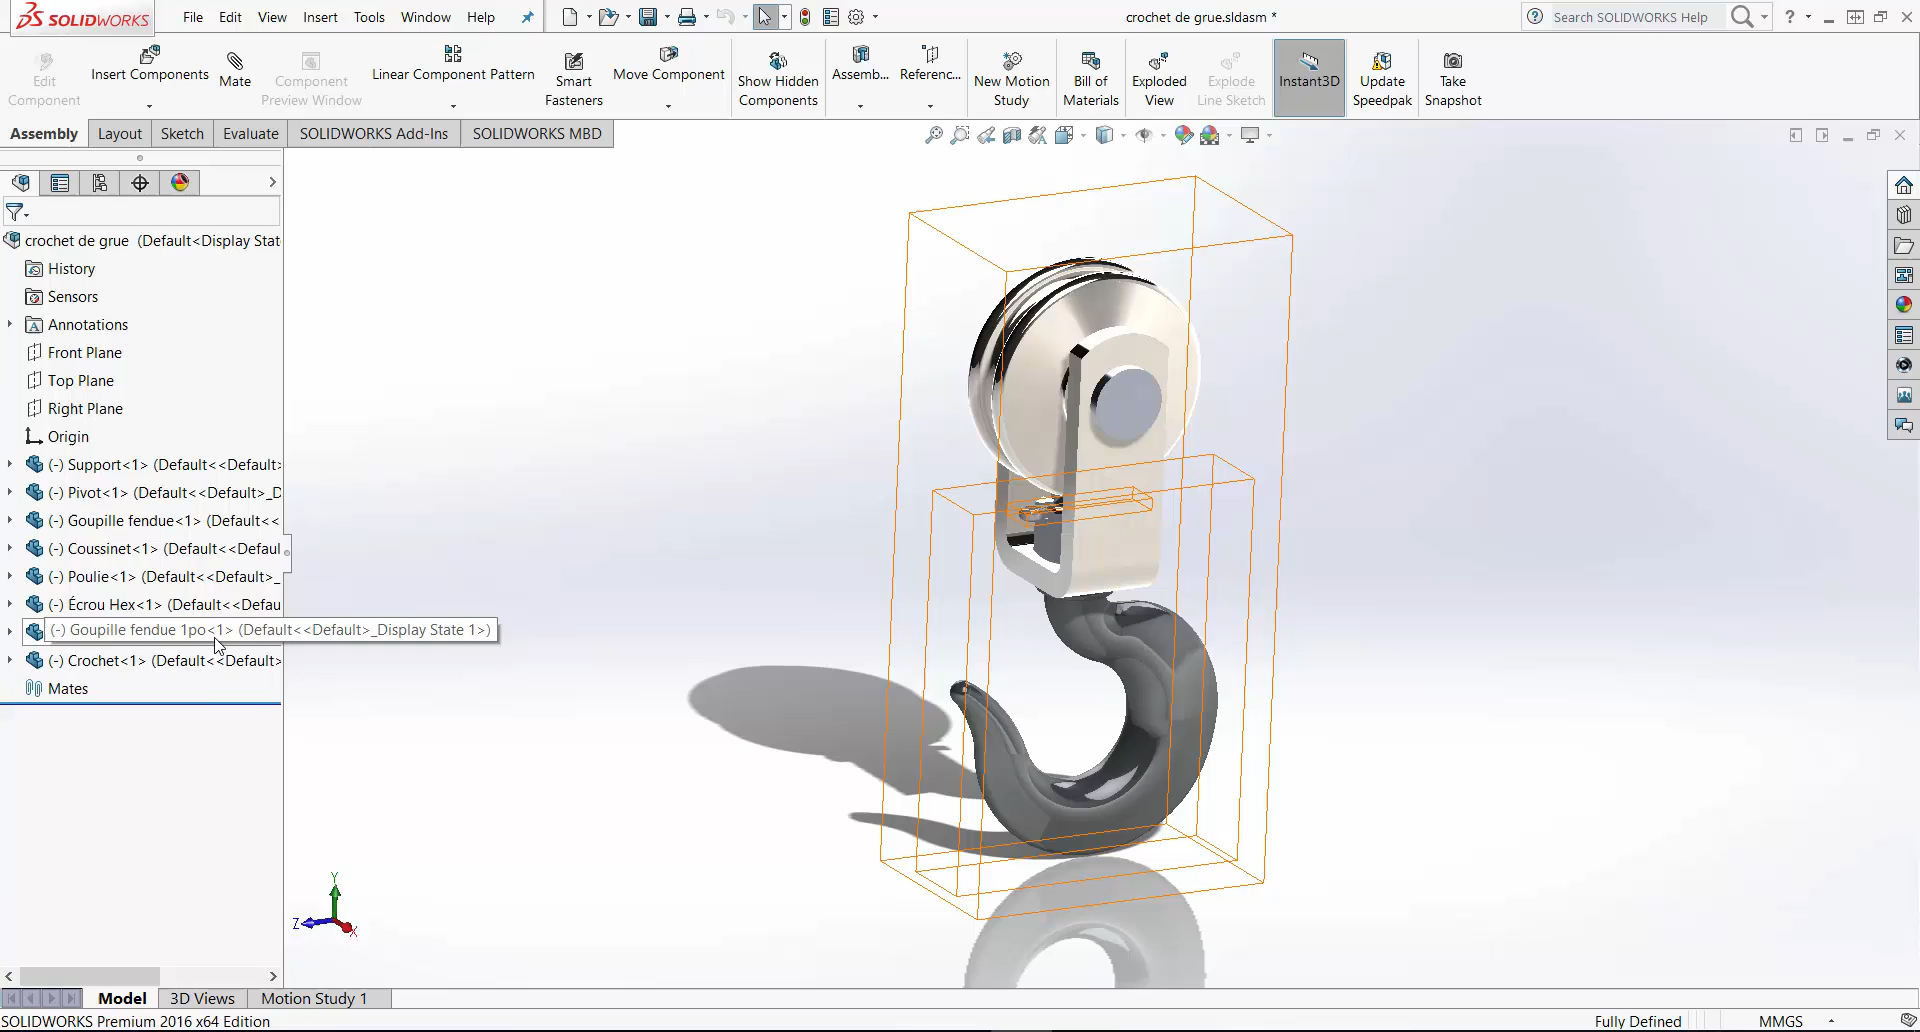 SOLIDWORKS
File Edit View Insert Tools Window Help
crochet de grue.sldasm *
Search SOLIDWORKS Help
Edit Component
Insert Components
Mate
Component Preview Window
Linear Component Pattern
Smart Fasteners
Move Component
Show Hidden Components
Assemb...
Referenc...
New Motion Study
Bill of Materials
Exploded View
Explode Line Sketch
Instant3D
Update Speedpak
Take Snapshot
Assembly Layout Sketch Evaluate SOLIDWORKS Add-Ins SOLIDWORKS MBD
crochet de grue (Default<Display Stat
History
Sensors
Annotations
Front Plane
Top Plane
Right Plane
Origin
(-) Support<1> (Default<<Default>
(-) Pivot<1> (Default<<Default>_D
(-) Goupille fendue<1> (Default<<
(-) Coussinet<1> (Default<<Defaul
(-) Poulie<1> (Default<<Default>_
(-) Écrou Hex<1> (Default<<Defau
(-) Goupille fendue 1po<1> (Default<<Default>_Display State 1>)
(-) Crochet<1> (Default<<Default>
Mates
Y
Z
X
Model 3D Views Motion Study 1
SOLIDWORKS Premium 2016 x64 Edition
Fully Defined
MMGS